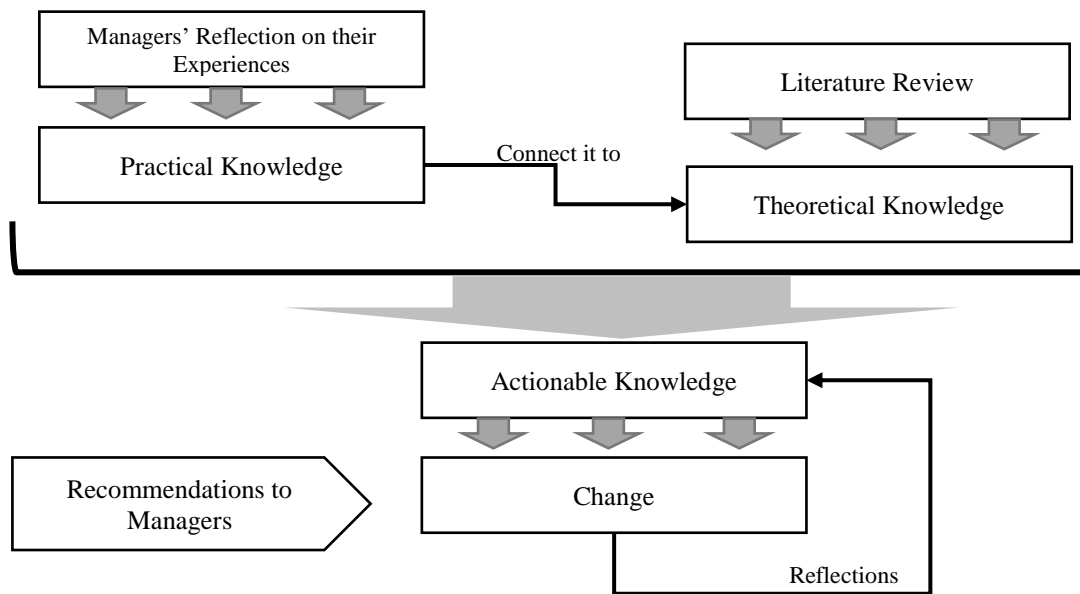 Managers’ Reflection on their
Experiences
Literature Review
Practical Knowledge
Connect it to
Theoretical Knowledge
Actionable Knowledge
Recommendations to
Managers
Change
Reflections